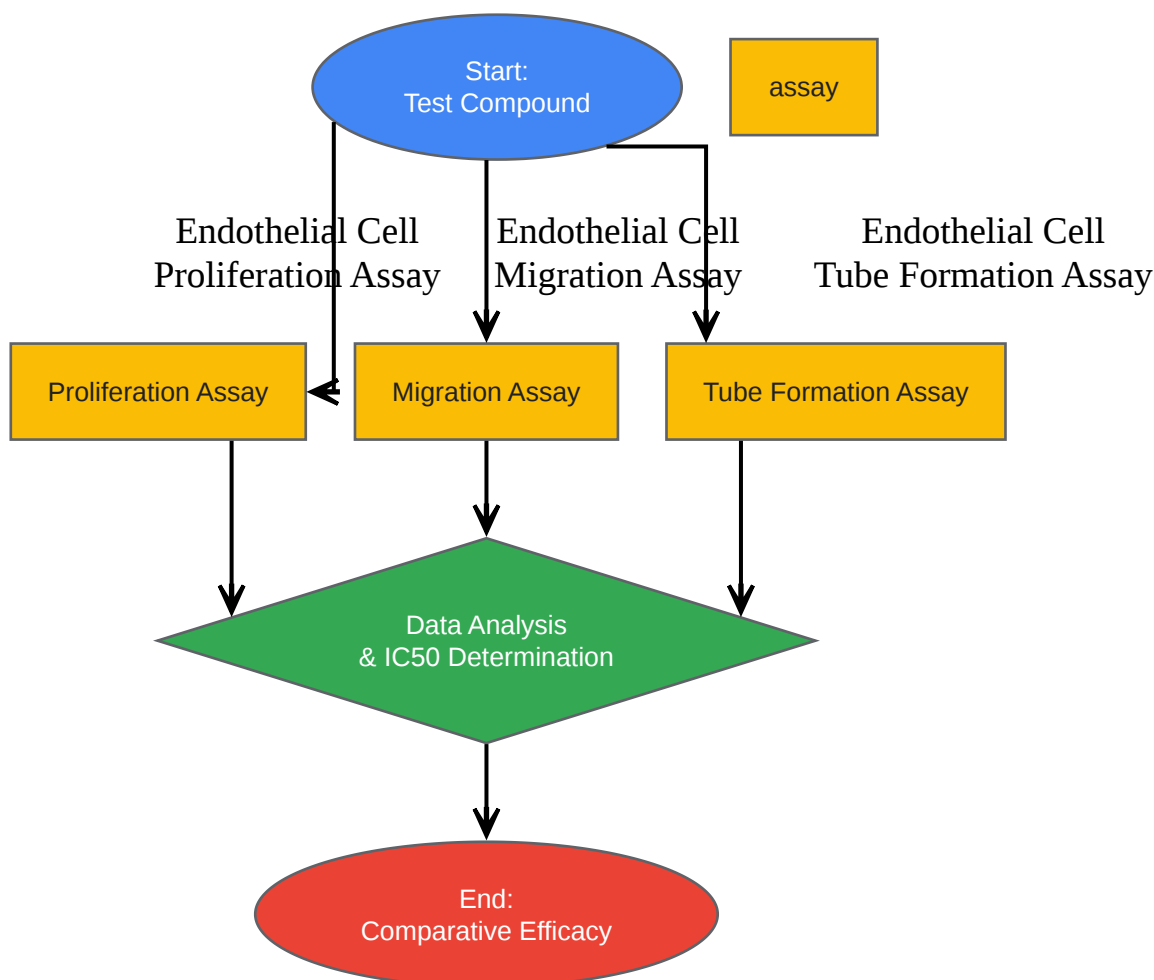 Start:
Test Compound
assay
Endothelial Cell
Proliferation Assay
Endothelial Cell
Migration Assay
Endothelial Cell
Tube Formation Assay
Proliferation Assay
Migration Assay
Tube Formation Assay
Data Analysis
& IC50 Determination
End:
Comparative Efficacy